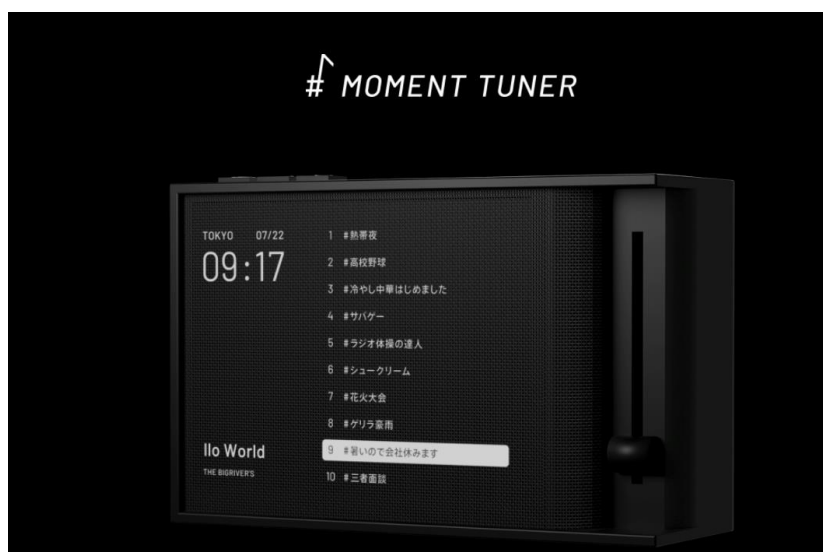 # MOMENT TUNER
TOKYO 07/22
09:17
1 #熱帯夜
2 #高校野球
3 #冷やし中華はじめました
4 #サバゲー
5 #ラジオ体操の達人
6 #シュークリーム
7 #花火大会
8 #ゲリラ豪雨
9 #暑いので会社休みます
10 #三者面談
llo World
THE BIGRIVER'S